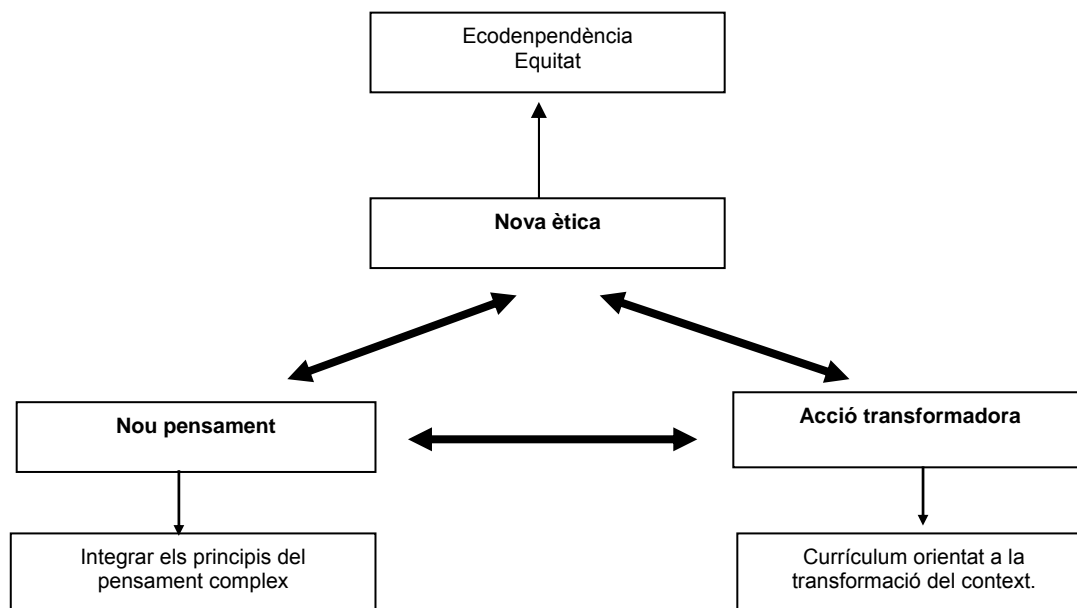 Ecodenpendència
Equitat
Nova ètica
Nou pensament
Acció transformadora
Integrar els principis del
pensament complex
Currículum orientat a la
transformació del context.